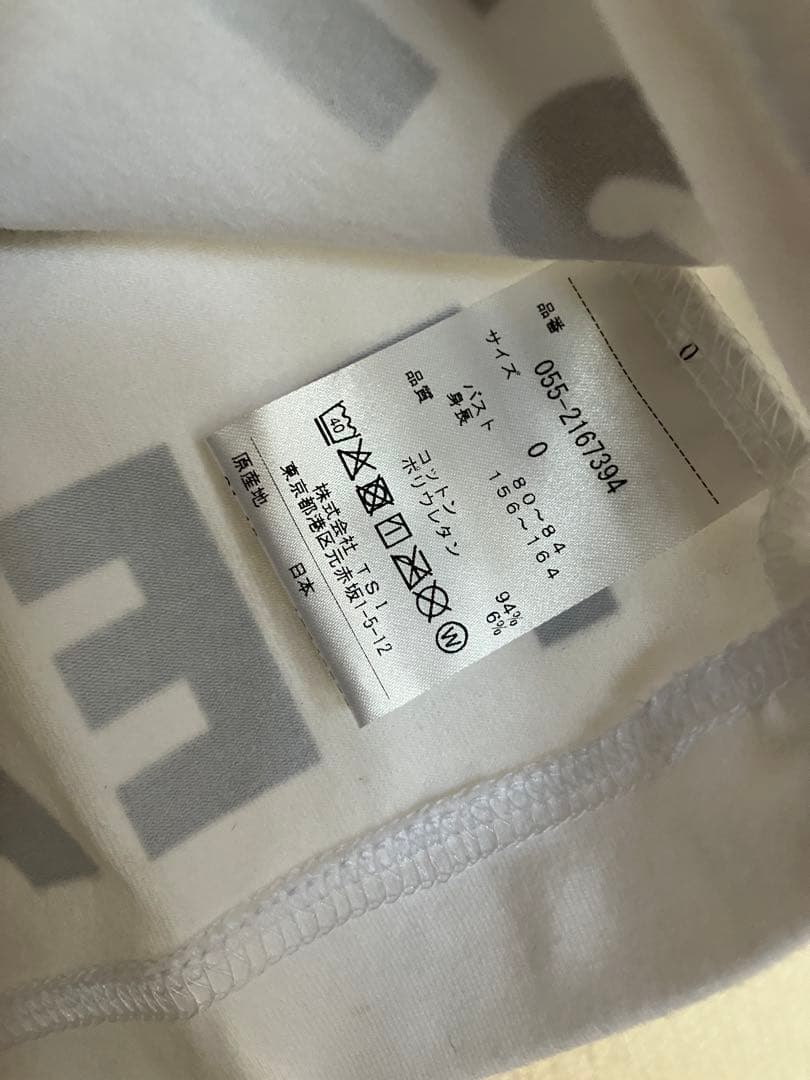 0
品番 055-2167394
サイズ 0
バスト 80～84
身長 156～164
品質 コットン 94%
ポリウレタン 6%
40
W
株式会社 TSI
東京都港区元赤坂1-5-12
原産地 日本